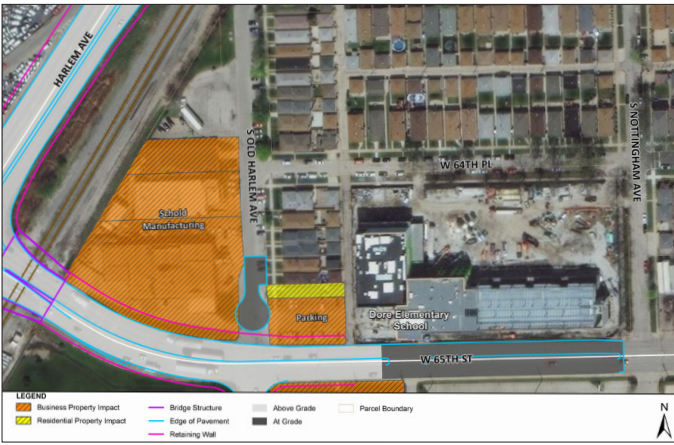 HARLEM AVE
S OLD HARLEM AVE
W 64TH PL
S NOTTINGHAM AVE
Schold
Manufacturing
Parking
Dore Elementary
School
W 65TH ST
LEGEND
Business Property Impact
Residential Property Impact
Bridge Structure
Edge of Pavement
Retaining Wall
Above Grade
At Grade
Parcel Boundary
N